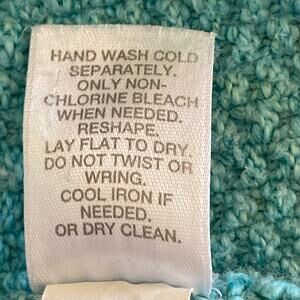 HAND WASH COLD
SEPARATELY.
ONLY NON-
CHLORINE BLEACH
WHEN NEEDED.
RESHAPE.
LAY FLAT TO DRY.
DO NOT TWIST OR
WRING.
COOL IRON IF
NEEDED.
OR DRY CLEAN.